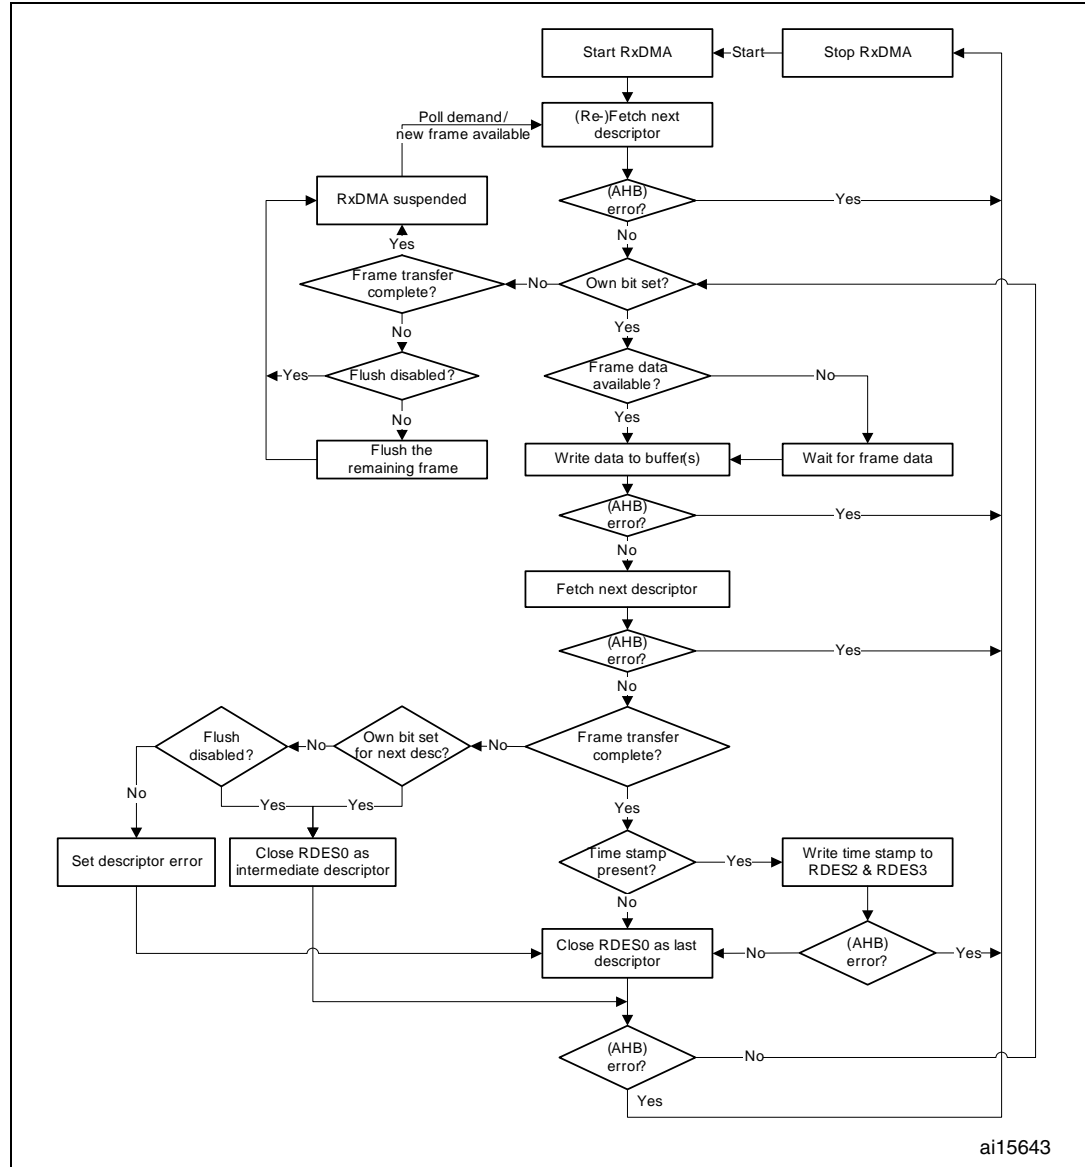 Start RxDMA
Start
Stop RxDMA
Poll demand/
new frame available
(Re-)Fetch next
descriptor
RxDMA suspended
(AHB)
error?
Yes
No
Yes
Frame transfer
complete?
No
Own bit set?
No
Yes
Yes
Flush disabled?
Frame data
available?
No
No
Yes
Flush the
remaining frame
Write data to buffer(s)
Wait for frame data
(AHB)
error?
Yes
No
Fetch next descriptor
(AHB)
error?
Yes
No
Flush
disabled?
No
Own bit set
for next desc?
No
Frame transfer
complete?
No
Yes
Yes
Yes
Set descriptor error
Close RDES0 as
intermediate descriptor
Time stamp
present?
Yes
Write time stamp to
RDES2 & RDES3
No
Close RDES0 as last
descriptor
No
(AHB)
error?
Yes
(AHB)
error?
No
Yes
ai15643